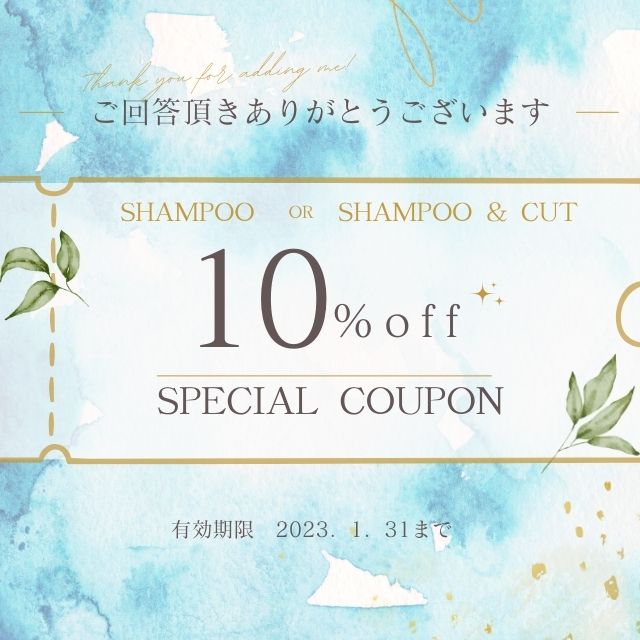 thank you for adding me!
ご回答頂きありがとうございます
SHAMPOO OR SHAMPOO & CUT
10% off
SPECIAL COUPON
有効期限 2023. 1. 31まで